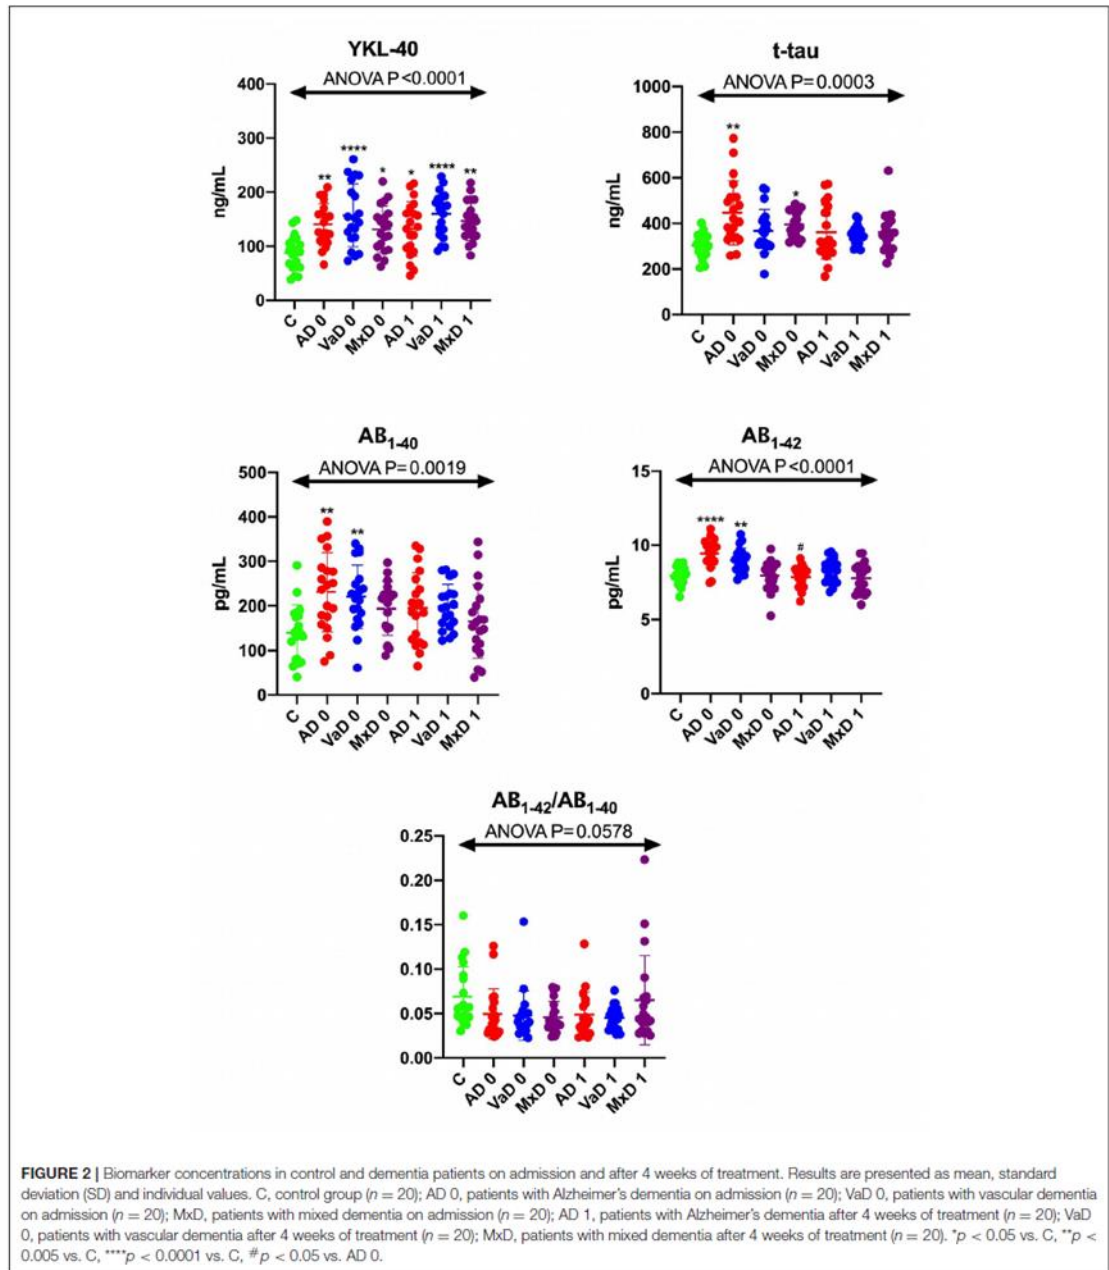 YKL-40
ANOVA P<0.0001
400
300
200
100
0
ng/mL
**
****
*
*
****
**
C
AD 0
VaD 0
MxD 0
AD 1
VaD 1
MxD 1
t-tau
ANOVA P=0.0003
1000
800
600
400
200
0
ng/mL
**
*
C
AD 0
VaD 0
MxD 0
AD 1
VaD 1
MxD 1
AB1-40
ANOVA P=0.0019
500
400
300
200
100
0
pg/mL
**
**
C
AD 0
VaD 0
MxD 0
AD 1
VaD 1
MxD 1
AB1-42
ANOVA P<0.0001
15
10
5
0
pg/mL
****
**
#
C
AD 0
VaD 0
MxD 0
AD 1
VaD 1
MxD 1
AB1-42/AB1-40
ANOVA P=0.0578
0.25
0.20
0.15
0.10
0.05
0.00
C
AD 0
VaD 0
MxD 0
AD 1
VaD 1
MxD 1
FIGURE 2 | Biomarker concentrations in control and dementia patients on admission and after 4 weeks of treatment. Results are presented as mean, standard
deviation (SD) and individual values. C, control group (n = 20); AD 0, patients with Alzheimer's dementia on admission (n = 20); VaD 0, patients with vascular dementia
on admission (n = 20); MxD, patients with mixed dementia on admission (n = 20); AD 1, patients with Alzheimer's dementia after 4 weeks of treatment (n = 20); VaD
0, patients with vascular dementia after 4 weeks of treatment (n = 20); MxD, patients with mixed dementia after 4 weeks of treatment (n = 20). *p < 0.05 vs. C, **p <
0.005 vs. C, ****p < 0.0001 vs. C, #p < 0.05 vs. AD 0.